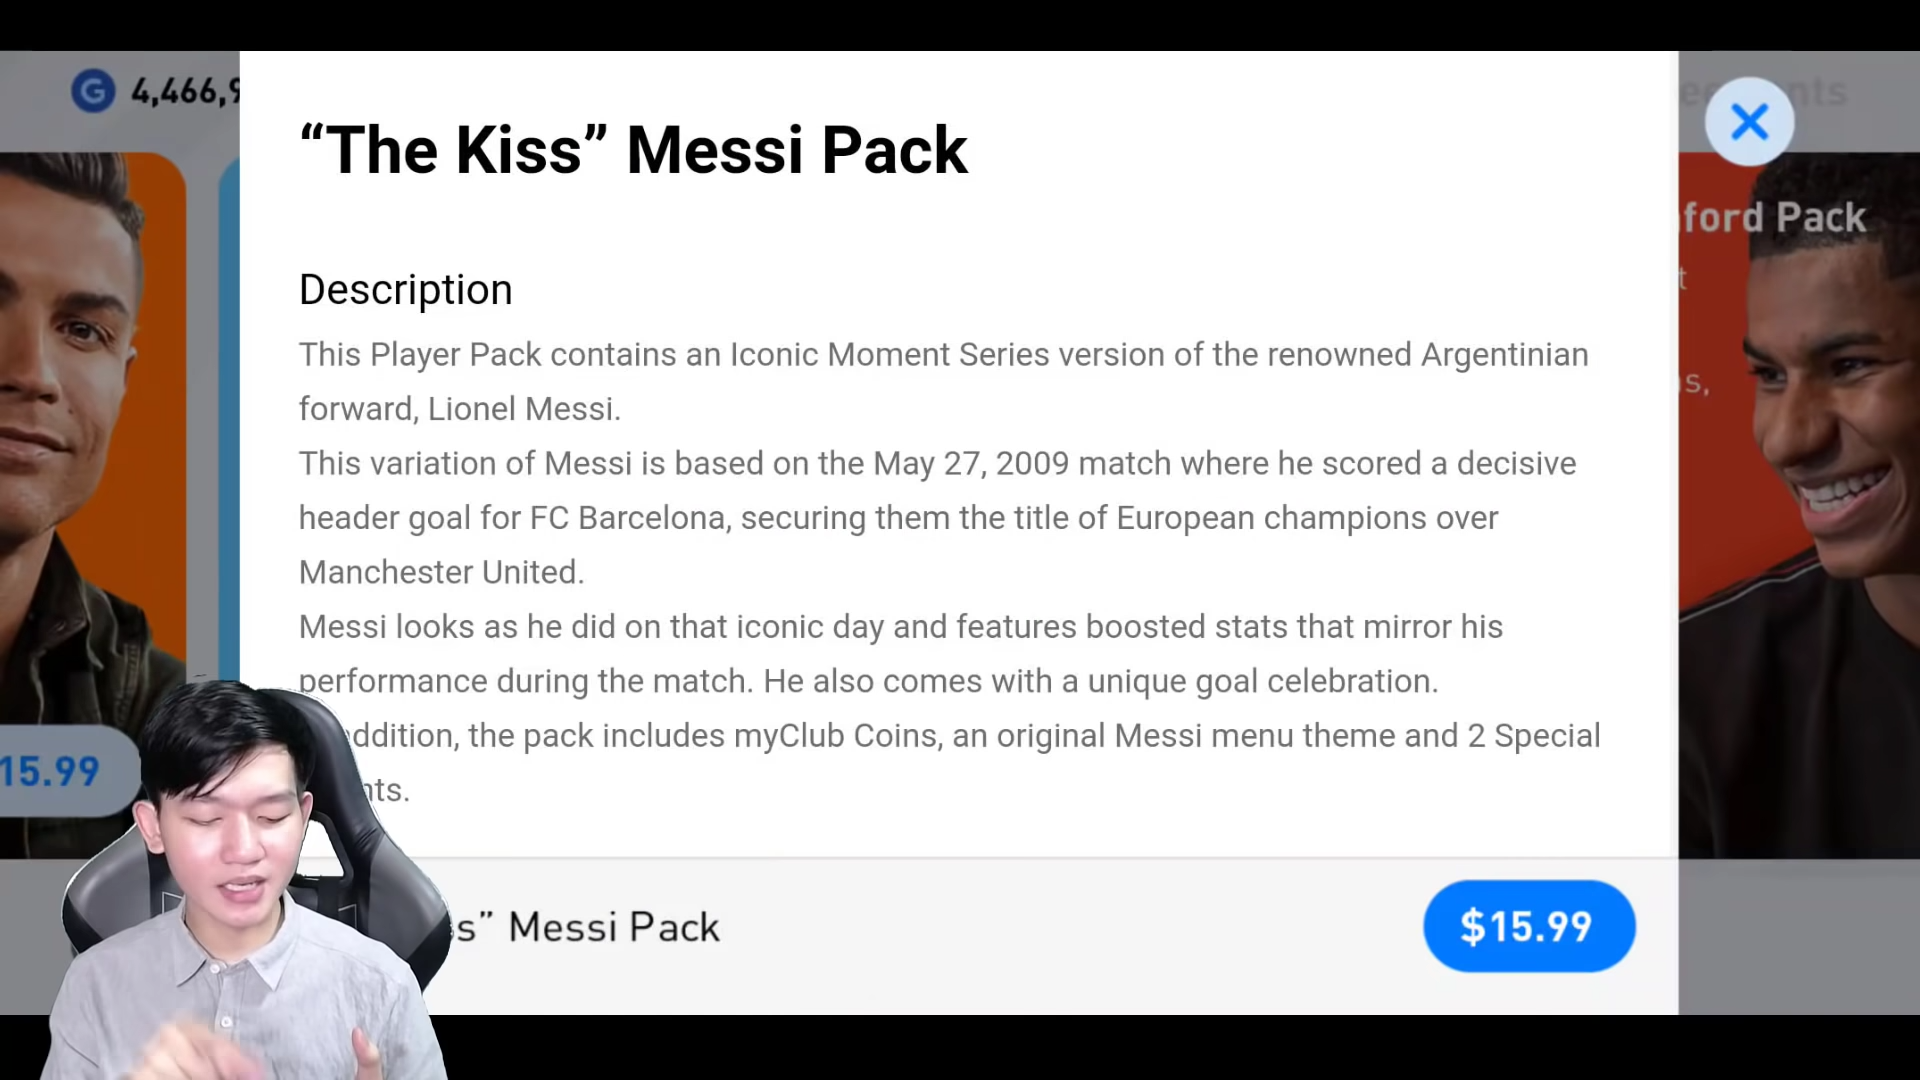 G 4,466,9
“The Kiss” Messi Pack
ford Pack
Description
This Player Pack contains an Iconic Moment Series version of the renowned Argentinian
forward, Lionel Messi.
This variation of Messi is based on the May 27, 2009 match where he scored a decisive
header goal for FC Barcelona, securing them the title of European champions over
Manchester United.
Messi looks as he did on that iconic day and features boosted stats that mirror his
performance during the match. He also comes with a unique goal celebration.
ddition, the pack includes myClub Coins, an original Messi menu theme and 2 Special
nts.
15.99
s” Messi Pack
$15.99